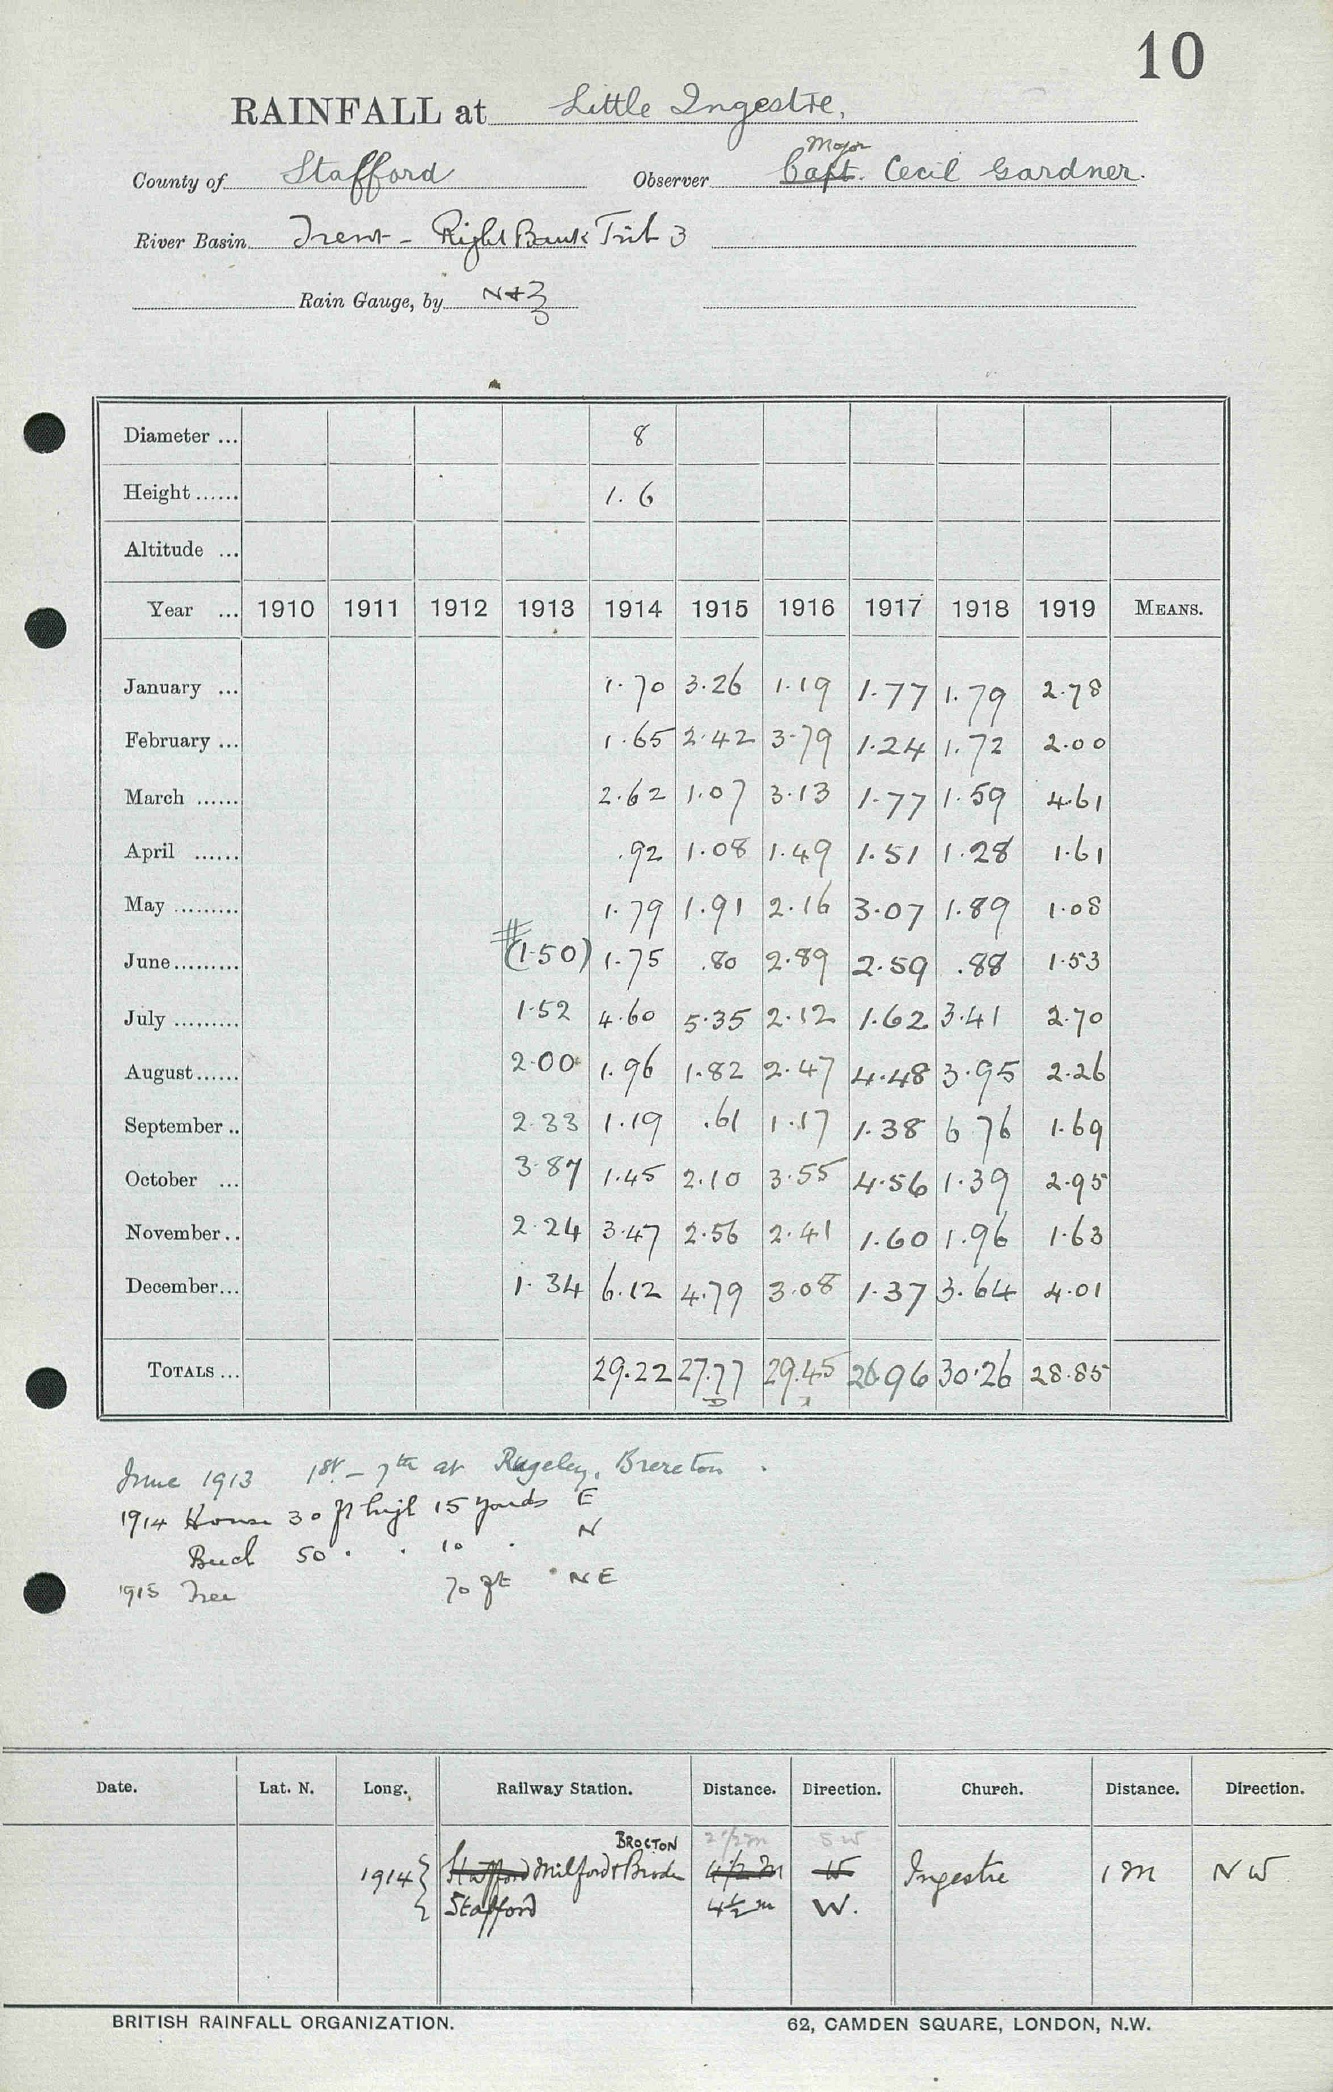 10
RAINFALL at Little Ingestre.
Major
County of Stafford Observer Capt. Cecil Gardner.
River Basin Trent - Right Bank Trib 3
Rain Gauge, by N & Z
Diameter ... 8
Height ...... 1.6
Altitude ...
Year ... 1910 1911 1912 1913 1914 1915 1916 1917 1918 1919 MEANS.
January ... 1.70 3.26 1.19 1.77 1.79 2.78
February ... 1.65 2.42 3.79 1.24 1.72 2.00
March ...... 2.62 1.07 3.13 1.77 1.59 4.61
April ...... .92 1.08 1.49 1.51 1.28 1.61
May ......... 1.79 1.91 2.16 3.07 1.89 1.08
June......... #(1.50) 1.75 .80 2.89 2.59 .88 1.53
July ......... 1.52 4.60 5.35 2.12 1.62 3.41 2.70
August...... 2.00 1.96 1.82 2.47 4.48 3.95 2.26
September .. 2.33 1.19 .61 1.17 1.38 6 76 1.69
October ... 3.87 1.45 2.10 3.55 4.56 1.39 2.95
November .. 2.24 3.47 2.56 2.41 1.60 1.96 1.63
December... 1.34 6.12 4.79 3.08 1.37 3.64 4.01
TOTALS ... 29.22 27.77 29.45 26.96 30.26 28.85
June 1913 1st - 7th at Rugeley, Brereton .
1914 House 30 ft high 15 yards E
50 " " 10 " N
1915 Tree 70 ft " NE
Date. Lat. N. Long. Railway Station. Distance. Direction. Church. Distance. Direction.
BROCTON 2 1/2 m SW
1914 { Stafford Milford & 4 1/2 m W Ingestre 1 m NW
{ Stafford 4 1/2 m W.
BRITISH RAINFALL ORGANIZATION. 62, CAMDEN SQUARE, LONDON, N.W.